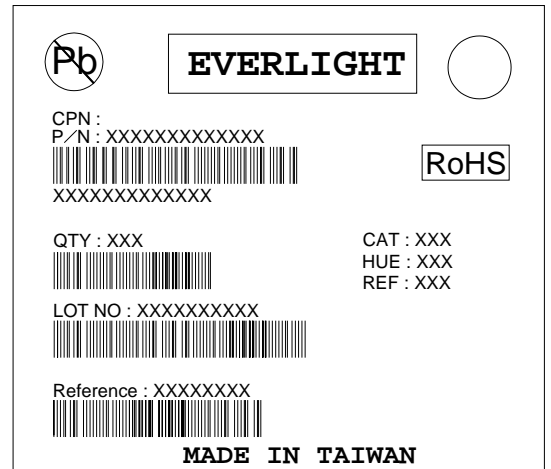 Pb
EVERLIGHT
CPN :
P/N : XXXXXXXXXXXXX
RoHS
XXXXXXXXXXXXX
QTY : XXX
CAT : XXX
HUE : XXX
REF : XXX
LOT NO : XXXXXXXXXX
Reference : XXXXXXXX
MADE IN TAIWAN